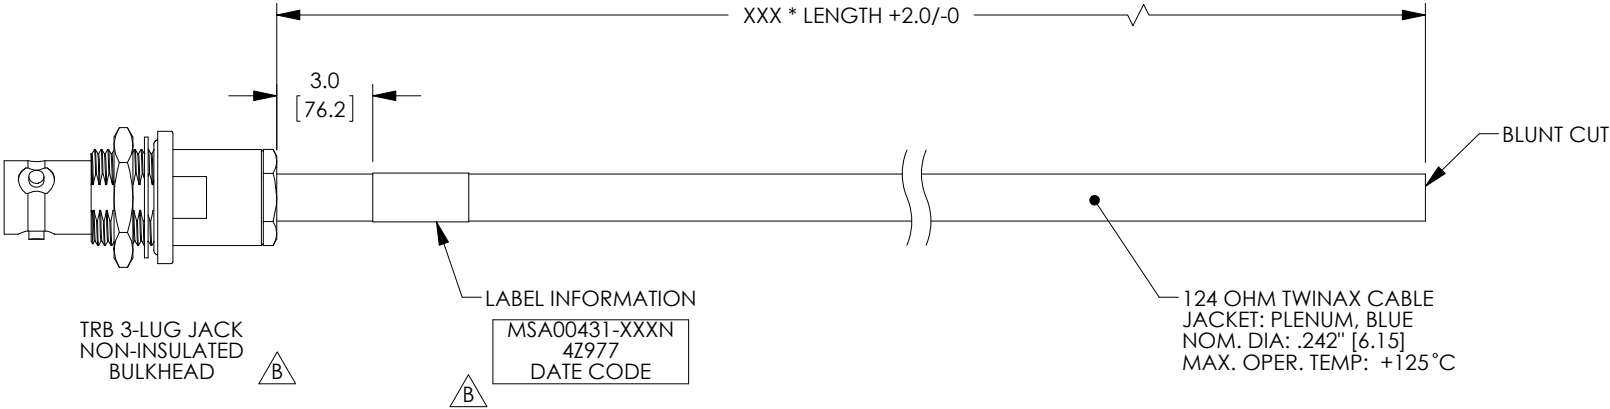 XXX * LENGTH +2.0/-0
3.0
[76.2]
BLUNT CUT
LABEL INFORMATION
MSA00431-XXXN
4Z977
DATE CODE
B
TRB 3-LUG JACK
NON-INSULATED
BULKHEAD
B
124 OHM TWINAX CABLE
JACKET: PLENUM, BLUE
NOM. DIA: .242" [6.15]
MAX. OPER. TEMP: +125°C